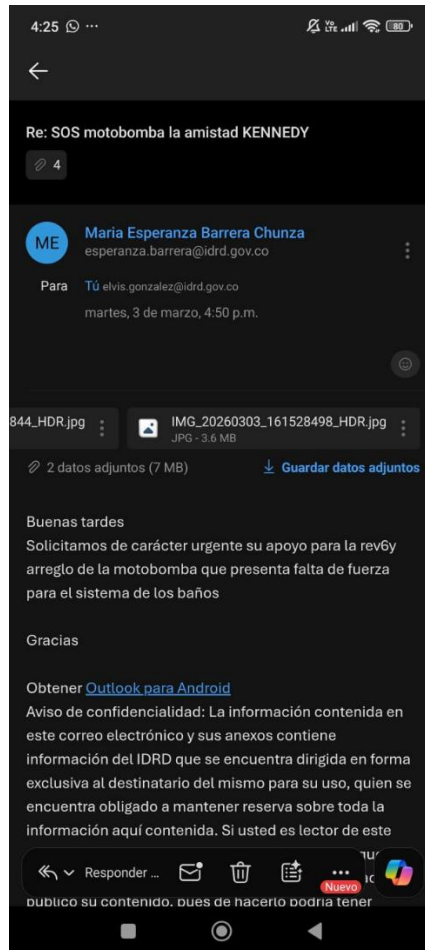 4:25
Vo
LTE
80
Re: SOS motobomba la amistad KENNEDY
4
ME
Maria Esperanza Barrera Chunza
esperanza.barrera@idrd.gov.co
Para Tú elvis.gonzalez@idrd.gov.co
martes, 3 de marzo, 4:50 p.m.
844_HDR.jpg
IMG_20260303_161528498_HDR.jpg
JPG - 3.6 MB
2 datos adjuntos (7 MB)
Guardar datos adjuntos
Buenas tardes
Solicitamos de carácter urgente su apoyo para la rev6y
arreglo de la motobomba que presenta falta de fuerza
para el sistema de los baños
Gracias
Obtener Outlook para Android
Aviso de confidencialidad: La información contenida en
este correo electrónico y sus anexos contiene
información del IDRD que se encuentra dirigida en forma
exclusiva al destinatario del mismo para su uso, quien se
encuentra obligado a mantener reserva sobre toda la
información aquí contenida. Si usted es lector de este
Responder ...
Nuevo
público su contenido, pues de hacerlo podría tener